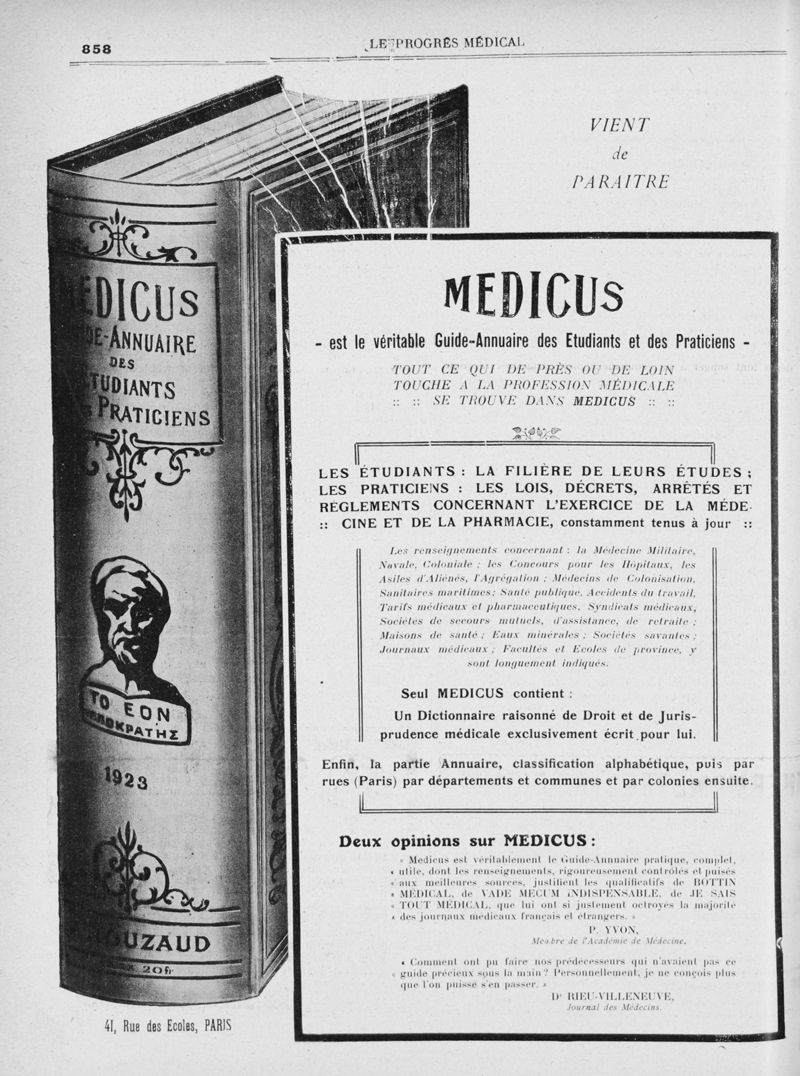 858
LE PROGRÈS MÉDICAL
VIENT
de
PARAITRE
EDICUS
E-ANNUAIRE
DES
TUDIANTS
PRATICIENS
ΤΟ ΕΟΝ
ΠΟΚΡΑΤΗΣ
1923
OUZAUD
20fr
41, Rue des Ecoles, PARIS
MEDICUS
- est le véritable Guide-Annuaire des Etudiants et des Praticiens -
TOUT CE QUI DE PRÈS OU DE LOIN
TOUCHE A LA PROFESSION MÉDICALE
:: :: SE TROUVE DANS MEDICUS :: ::
LES ÉTUDIANTS : LA FILIÈRE DE LEURS ÉTUDES ;
LES PRATICIENS : LES LOIS, DÉCRETS, ARRÊTÉS ET
RÈGLEMENTS CONCERNANT L'EXERCICE DE LA MÉDE-
:: CINE ET DE LA PHARMACIE, constamment tenus à jour ::
Les renseignements concernant : la Médecine Militaire,
Navale, Coloniale ; les Concours pour les Hôpitaux, les
Asiles d'Aliénés, l'Agrégation ; Médecins de Colonisation,
Sanitaires maritimes; Santé publique, Accidents du travail,
Tarifs médicaux et pharmaceutiques, Syndicats médicaux,
Sociétés de secours mutuels, d'assistance, de retraite ;
Maisons de santé ; Eaux minérales ; Sociétés savantes ;
Journaux médicaux ; Facultés et Ecoles de province, y
sont longuement indiqués.
Seul MEDICUS contient :
Un Dictionnaire raisonné de Droit et de Juris-
prudence médicale exclusivement écrit pour lui.
Enfin, la partie Annuaire, classification alphabétique, puis par
rues (Paris) par départements et communes et par colonies ensuite.
Deux opinions sur MEDICUS :
« Medicus est véritablement le Guide-Annuaire pratique, complet,
« utile, dont les renseignements, rigoureusement contrôlés et puisés
« aux meilleures sources, justifient les qualificatifs de BOTTIN
« MÉDICAL, de VADE MECUM INDISPENSABLE, de JE SAIS
« TOUT MÉDICAL, que lui ont si justement octroyés la majorité
« des journaux médicaux français et étrangers. »
P. YVON,
Membre de l'Académie de Médecine.
« Comment ont pu faire nos prédécesseurs qui n'avaient pas ce
« guide précieux sous la main ? Personnellement, je ne conçois plus
que l'on puisse s'en passer. »
Dr RIEU-VILLENEUVE,
Journal des Médecins.